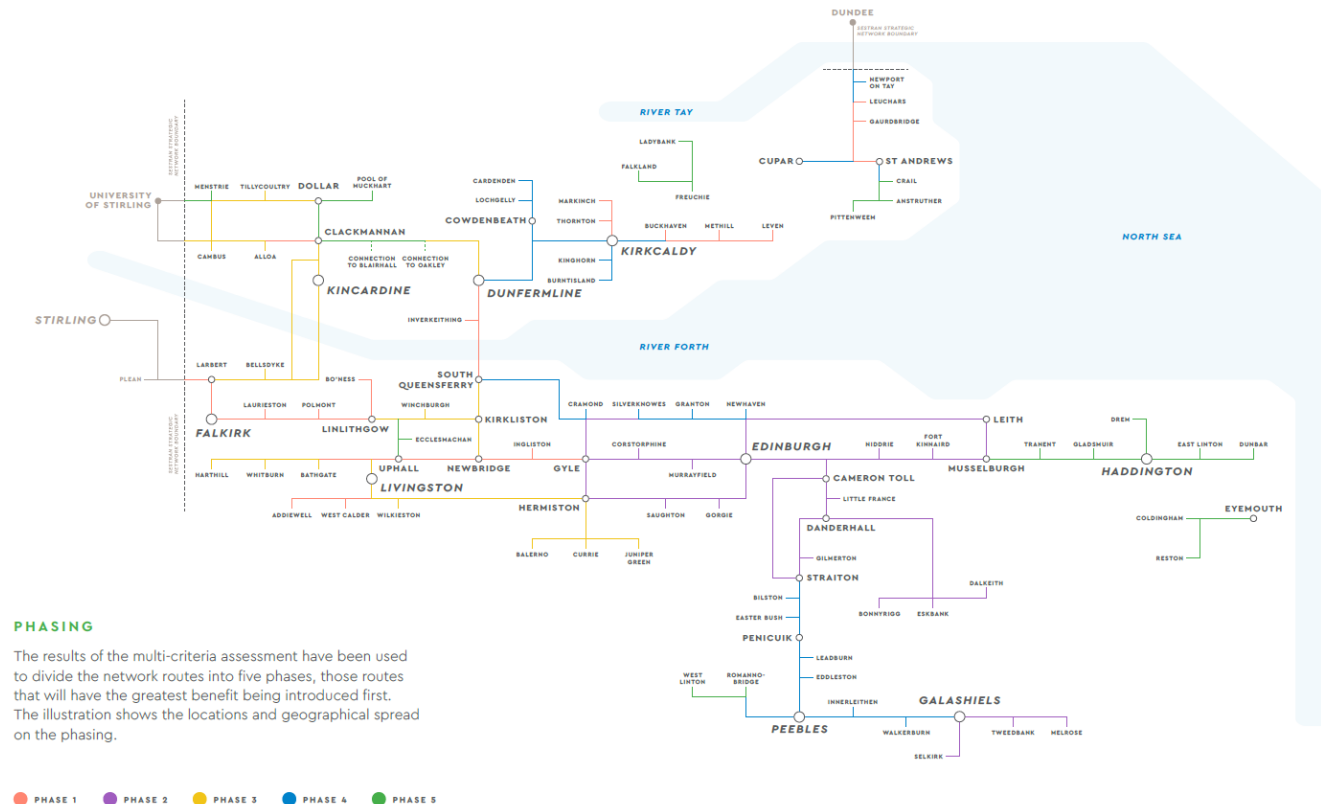 DUNDEE
SESTRAN STRATEGIC
NETWORK BOUNDARY
NEWPORT
ON TAY
LEUCHARS
GAURDBRIDGE
RIVER TAY
LADYBANK
FALKLAND
FREUCHIE
CUPAR
ST ANDREWS
CRAIL
ANSTRUTHER
PITTENWEEM
SESTRAN STRATEGIC
NETWORK BOUNDARY
UNIVERSITY
OF STIRLING
MENSTRIE
TILLYCOULTRY
DOLLAR
POOL OF
MUCKHART
CARDENDEN
LOCHGELLY
COWDENBEATH
MARKINCH
THORNTON
BUCKHAVEN
METHILL
LEVEN
KIRKCALDY
KINGHORN
BURNTISLAND
CLACKMANNAN
CAMBUS
ALLOA
CONNECTION
TO BLAIRHALL
CONNECTION
TO OAKLEY
KINCARDINE
DUNFERMLINE
NORTH SEA
STIRLING
INVERKEITHING
RIVER FORTH
PLEAN
LARBERT
BELLSDYKE
BO'NESS
SOUTH
QUEENSFERRY
LAURIESTON
POLMONT
WINCHBURGH
CRAMOND
SILVERKNOWES
GRANTON
NEWHAVEN
FALKIRK
LINLITHGOW
KIRKLISTON
LEITH
SESTRAN STRATEGIC
NETWORK BOUNDARY
ECCLESMACHAN
INGLISTON
CORSTORPHINE
EDINBURGH
NIDDRIE
FORT
KINNAIRD
TRANENT
GLADSMUIR
DREM
EAST LINTON
DUNBAR
HARTHILL
WHITBURN
BATHGATE
UPHALL
NEWBRIDGE
GYLE
MURRAYFIELD
MUSSELBURGH
HADDINGTON
LIVINGSTON
CAMERON TOLL
LITTLE FRANCE
ADDIEWELL
WEST CALDER
WILKIESTON
HERMISTON
SAUGHTON
GORGIE
DANDERHALL
COLDINGHAM
EYEMOUTH
RESTON
BALERNO
CURRIE
JUNIPER
GREEN
GILMERTON
STRAITON
DALKEITH
BILSTON
EASTER BUSH
BONNYRIGG
ESKBANK
PENICUIK
LEADBURN
EDDLESTON
WEST
LINTON
ROMANNO-
BRIDGE
INNERLEITHEN
GALASHIELS
PEEBLES
WALKERBURN
TWEEDBANK
MELROSE
SELKIRK
PHASING
The results of the multi-criteria assessment have been used
to divide the network routes into five phases, those routes
that will have the greatest benefit being introduced first.
The illustration shows the locations and geographical spread
on the phasing.
PHASE 1
PHASE 2
PHASE 3
PHASE 4
PHASE 5